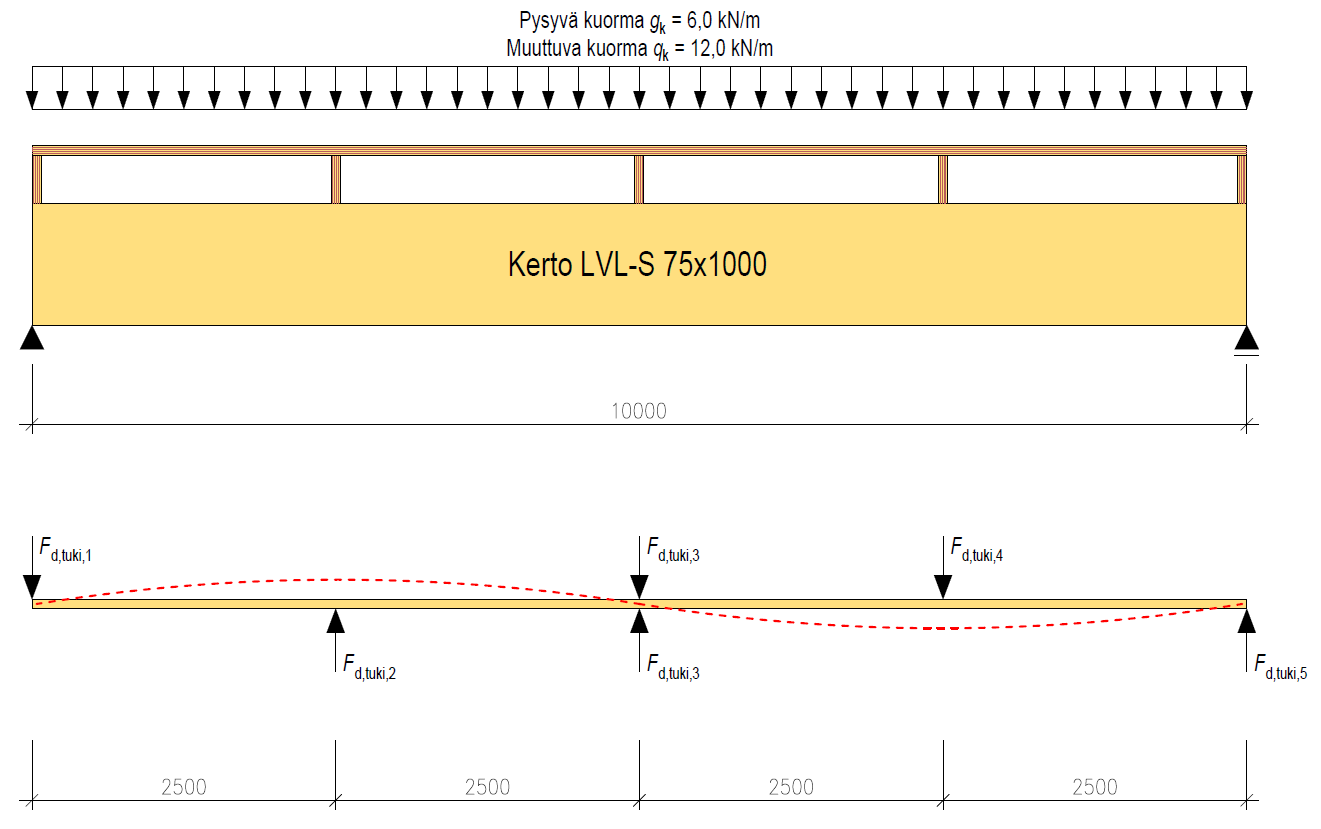 Pysyvä kuorma gk = 6,0 kN/m
Muuttuva kuorma qk = 12,0 kN/m
Kerto LVL-S 75x1000
10000
Fd,tuki,1
Fd,tuki,3
Fd,tuki,4
Fd,tuki,2
Fd,tuki,3
Fd,tuki,5
2500
2500
2500
2500